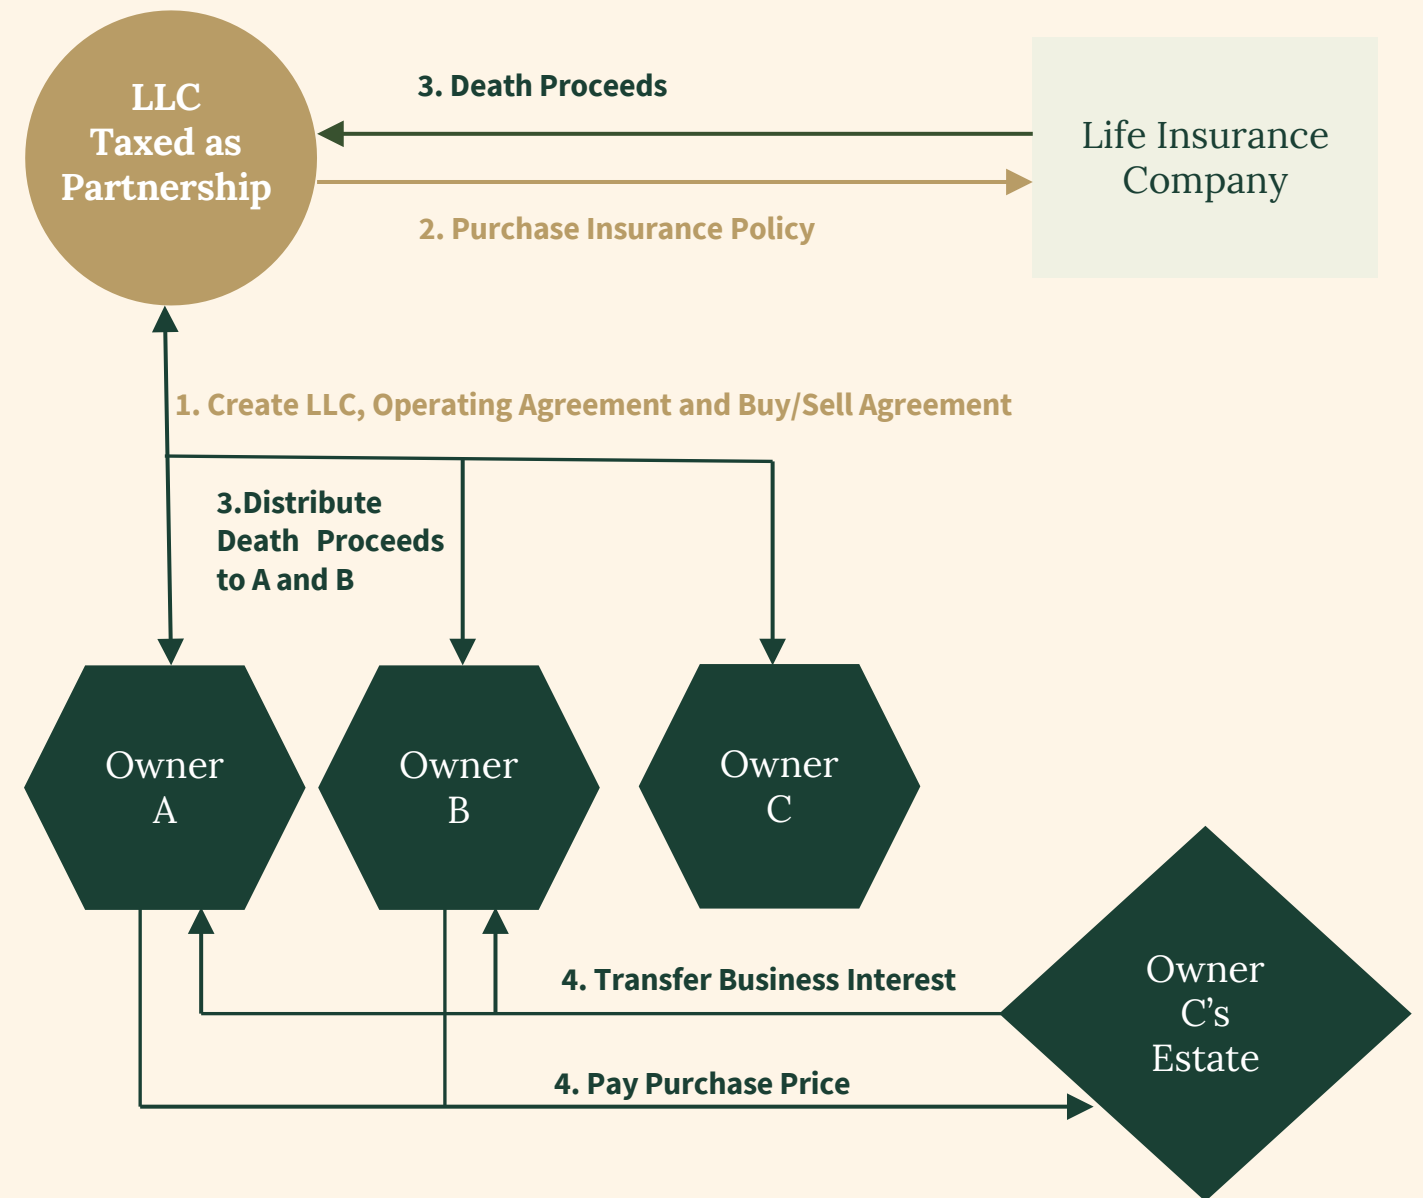 LLC
Taxed as
Partnership
3. Death Proceeds
Life Insurance
Company
2. Purchase Insurance Policy
1. Create LLC, Operating Agreement and Buy/Sell Agreement
3.Distribute
Death Proceeds
to A and B
Owner
A
Owner
B
Owner
C
4. Transfer Business Interest
Owner
C’s
Estate
4. Pay Purchase Price